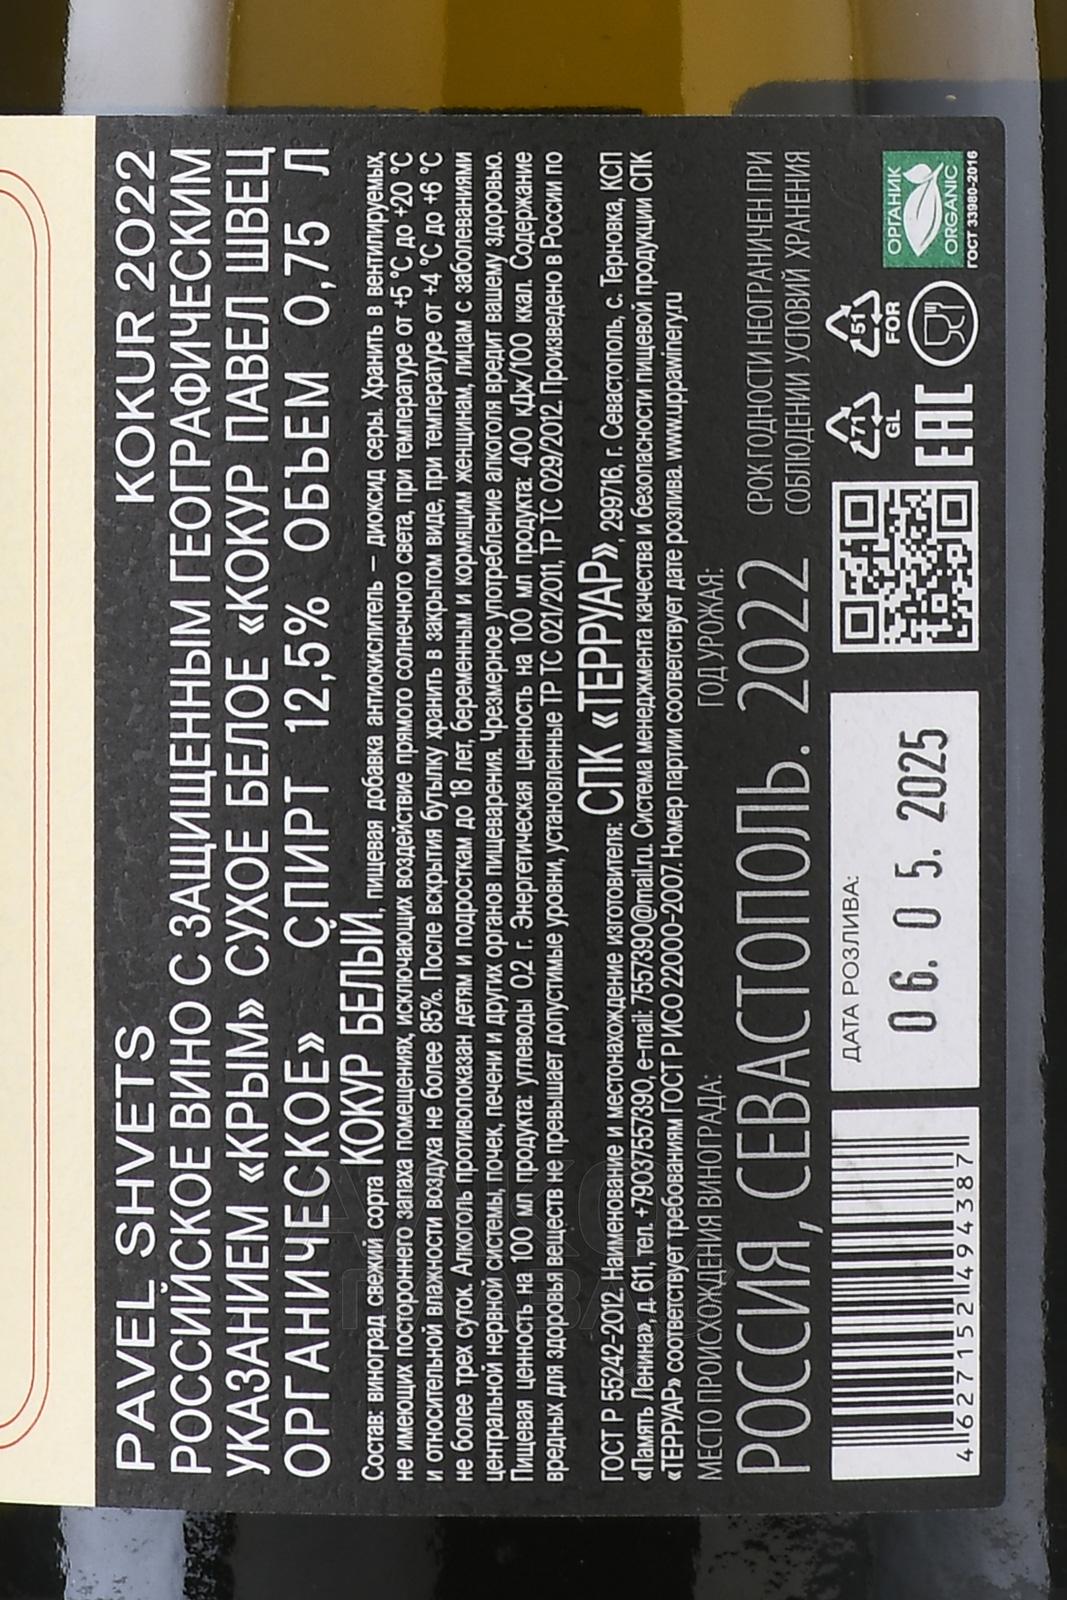 PAVEL SHVETS KOKUR 2022
РОССИЙСКОЕ ВИНО С ЗАЩИЩЕННЫМ ГЕОГРАФИЧЕСКИМ
УКАЗАНИЕМ «КРЫМ» СУХОЕ БЕЛОЕ «КОКУР ПАВЕЛ ШВЕЦ
ОРГАНИЧЕСКОЕ» СПИРТ 12,5% ОБЪЕМ 0,75 Л
Состав: виноград свежий сорта КОКУР БЕЛЫЙ, пищевая добавка антиокислитель – диоксид серы. Хранить в вентилируемых,
не имеющих постороннего запаха помещениях, исключающих воздействие прямого солнечного света, при температуре от +5 °С до +20 °С
и относительной влажности воздуха не более 85%. После вскрытия бутылку хранить в закрытом виде, при температуре от +4 °С до +6 °С
не более трех суток. Алкоголь противопоказан детям и подросткам до 18 лет, беременным и кормящим женщинам, лицам с заболеваниями
центральной нервной системы, почек, печени и других органов пищеварения. Чрезмерное употребление алкоголя вредит вашему здоровью.
Пищевая ценность на 100 мл продукта: углеводы 0,2 г. Энергетическая ценность на 100 мл продукта: 400 кДж/100 ккал. Содержание
вредных для здоровья веществ не превышает допустимые уровни, установленные ТР ТС 021/2011, ТР ТС 029/2012. Произведено в России по
ГОСТ Р 55242-2012. Наименование и местонахождение изготовителя: СПК «ТЕРРУАР», 299716, г. Севастополь, с. Терновка, КСП
«Память Ленина», д. 611, тел. +79037557390, e-mail: 7557390@mail.ru. Система менеджмента качества и безопасности пищевой продукции СПК
«ТЕРРУАР» соответствует требованиям ГОСТ Р ИСО 22000-2007. Номер партии соответствует дате розлива. www.uppawinery.ru
МЕСТО ПРОИСХОЖДЕНИЯ ВИНОГРАДА: ГОД УРОЖАЯ:
РОССИЯ, СЕВАСТОПОЛЬ. 2022
СРОК ГОДНОСТИ НЕОГРАНИЧЕН ПРИ
СОБЛЮДЕНИИ УСЛОВИЙ ХРАНЕНИЯ
4627152149438 7
ДАТА РОЗЛИВА:
06.05.2025
71
GL
51
FOR
EAC
ОРГАНИК
ORGANIC
ГОСТ 33980-2016